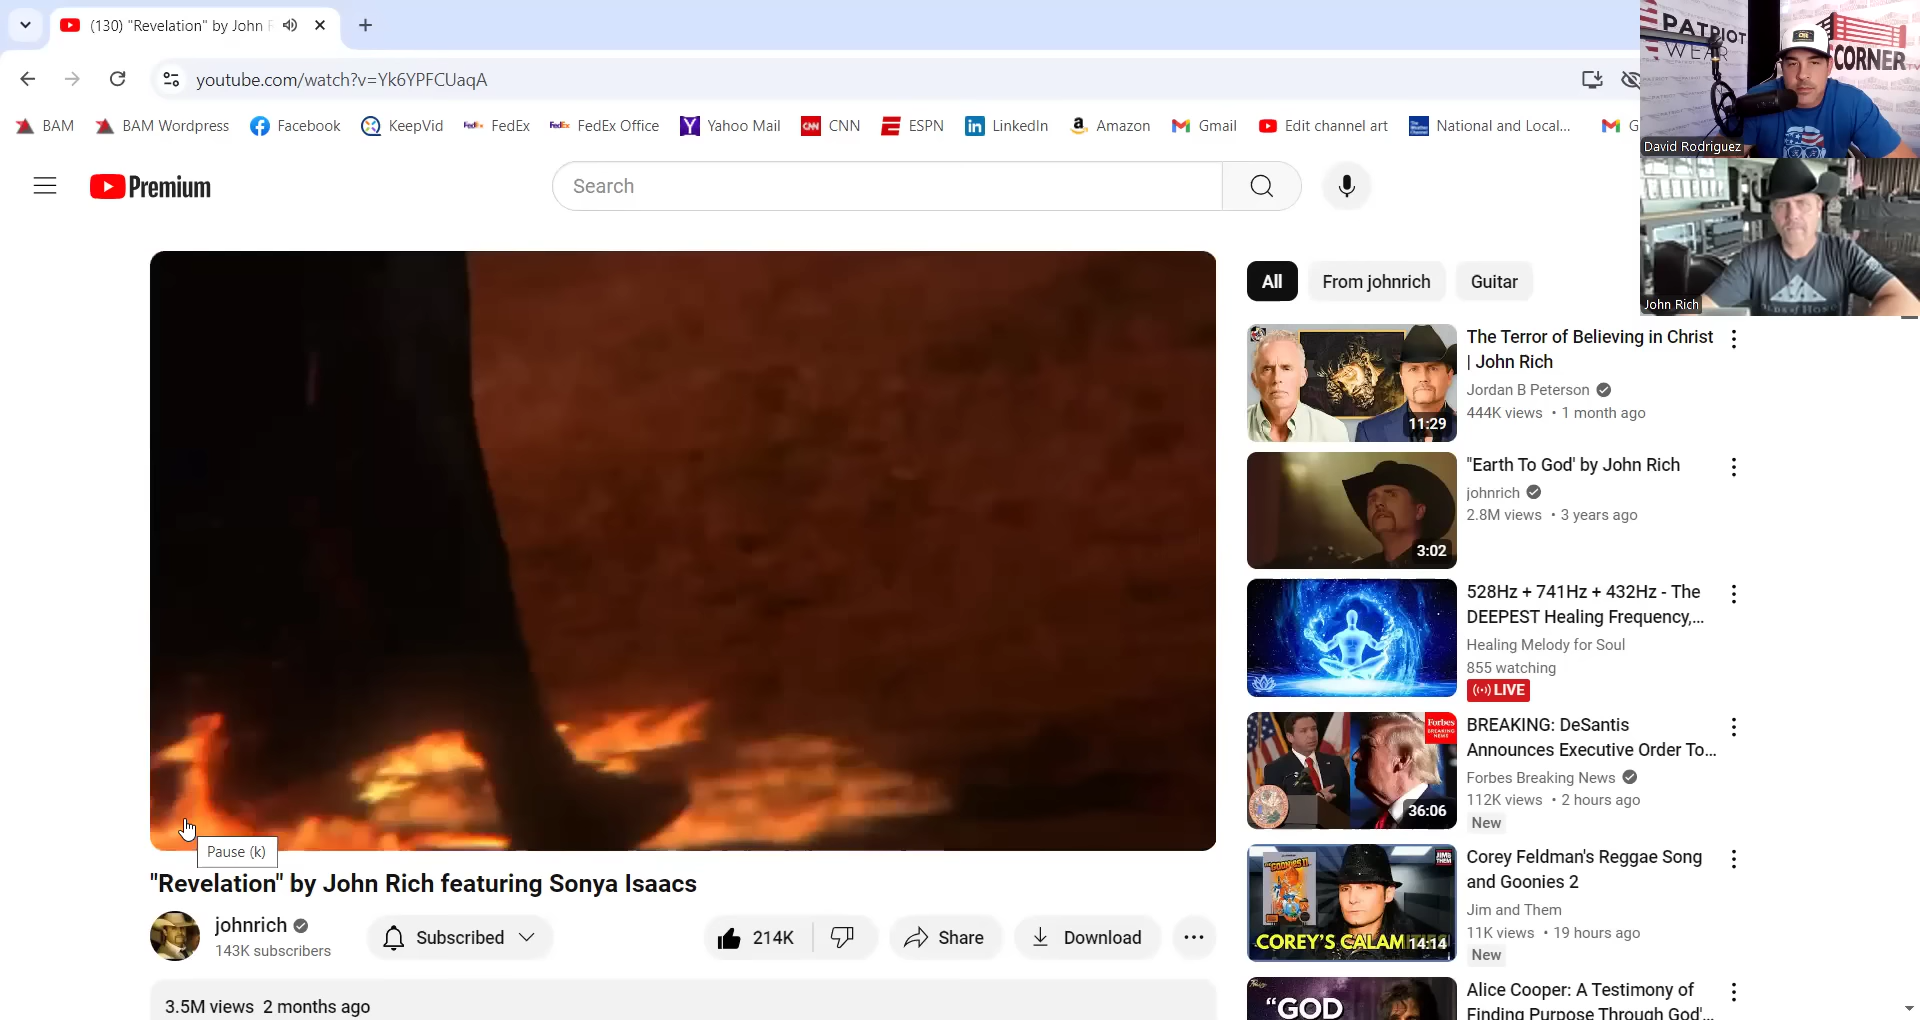 (130) "Revelation" by John
youtube.com/watch?v=Yk6YPFCUaqA
BAM
BAM Wordpress
Facebook
KeepVid
FedEx
FedEx
FedEx
FedEx Office
Yahoo Mail
CNN
CNN
ESPN
LinkedIn
Amazon
Gmail
Edit channel art
National and Local...
G
Premium
Search
PATRIOT
WEAR
CORNER
David Rodriguez
John Rich
All
From johnrich
Guitar
11:29
The Terror of Believing in Christ
| John Rich
Jordan B Peterson
444K views • 1 month ago
3:02
"Earth To God' by John Rich
johnrich
2.8M views • 3 years ago
528Hz + 741Hz + 432Hz - The
DEEPEST Healing Frequency,...
Healing Melody for Soul
855 watching
LIVE
Forbes
BREAKING
NEWS
36:06
BREAKING: DeSantis
Announces Executive Order To...
Forbes Breaking News
112K views • 2 hours ago
New
COREY'S CALAM
14:14
Corey Feldman's Reggae Song
and Goonies 2
Jim and Them
11K views • 19 hours ago
New
"GOD
Alice Cooper: A Testimony of
Finding Purpose Through God'...
Pause (k)
"Revelation" by John Rich featuring Sonya Isaacs
johnrich
143K subscribers
Subscribed
214K
Share
Download
3.5M views 2 months ago